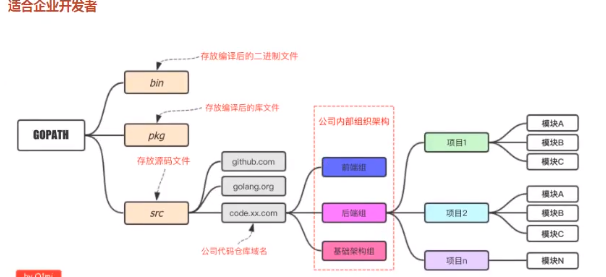 适合企业开发者
存放编译后的二进制文件
bin
存放编译后的库文件
公司内部组织架构
GOPATH
pkg
存放源码文件
github.com
golang.org
src
code.xx.com
公司代码仓库域名
前端组
后端组
基础架构组
项目1
模块A
模块B
模块C
项目2
模块A
模块B
模块C
项目n
模块N